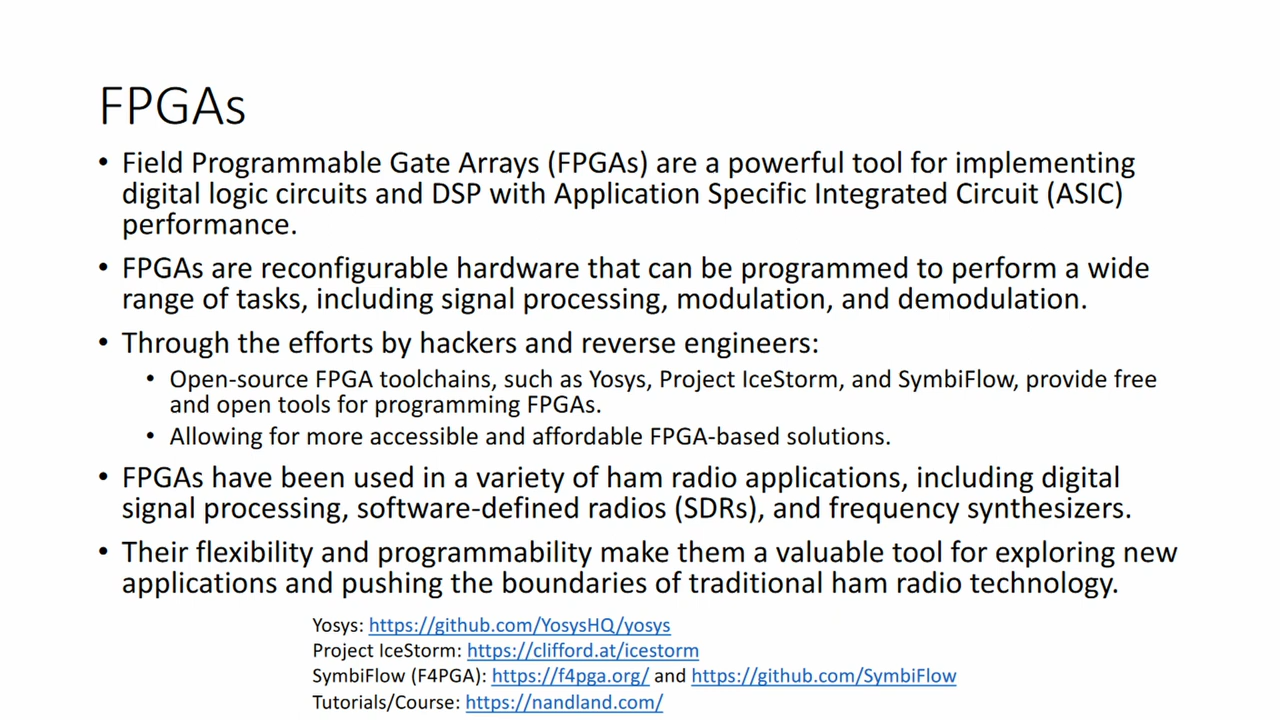 FPGAs
• Field Programmable Gate Arrays (FPGAs) are a powerful tool for implementing
digital logic circuits and DSP with Application Specific Integrated Circuit (ASIC)
performance.
• FPGAs are reconfigurable hardware that can be programmed to perform a wide
range of tasks, including signal processing, modulation, and demodulation.
• Through the efforts by hackers and reverse engineers:
• Open-source FPGA toolchains, such as Yosys, Project IceStorm, and SymbiFlow, provide free
and open tools for programming FPGAs.
• Allowing for more accessible and affordable FPGA-based solutions.
• FPGAs have been used in a variety of ham radio applications, including digital
signal processing, software-defined radios (SDRs), and frequency synthesizers.
• Their flexibility and programmability make them a valuable tool for exploring new
applications and pushing the boundaries of traditional ham radio technology.
Yosys: https://github.com/YosysHQ/yosys
Project IceStorm: https://clifford.at/icestorm
SymbiFlow (F4PGA): https://f4pga.org/ and https://github.com/SymbiFlow
Tutorials/Course: https://nandland.com/